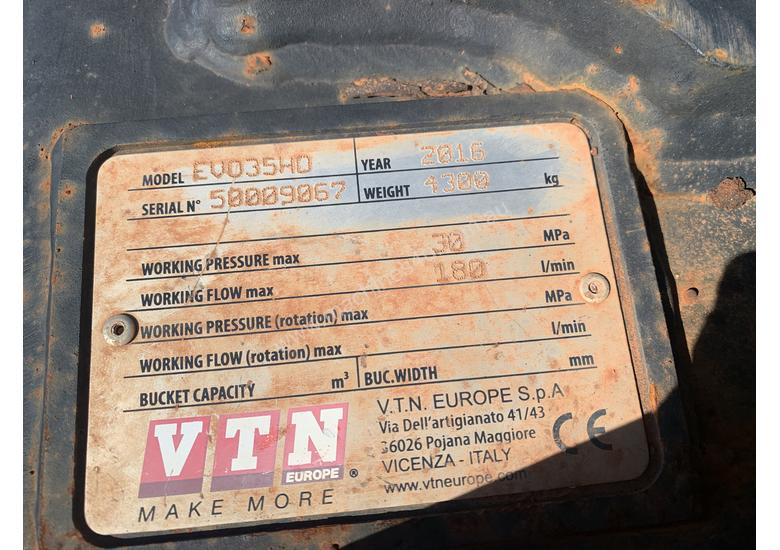 MODEL EVO35HD YEAR 2016
SERIAL N° 50009067 WEIGHT 4300 kg
WORKING PRESSURE max 30 MPa
WORKING FLOW max 180 l/min
WORKING PRESSURE (rotation) max MPa
WORKING FLOW (rotation) max l/min
BUCKET CAPACITY m³ BUC.WIDTH mm
VTN
EUROPE ®
MAKE MORE
V.T.N. EUROPE S.p.A
Via Dell'artigianato 41/43
36026 Pojana Maggiore
VICENZA - ITALY
www.vtneurope.com
CE